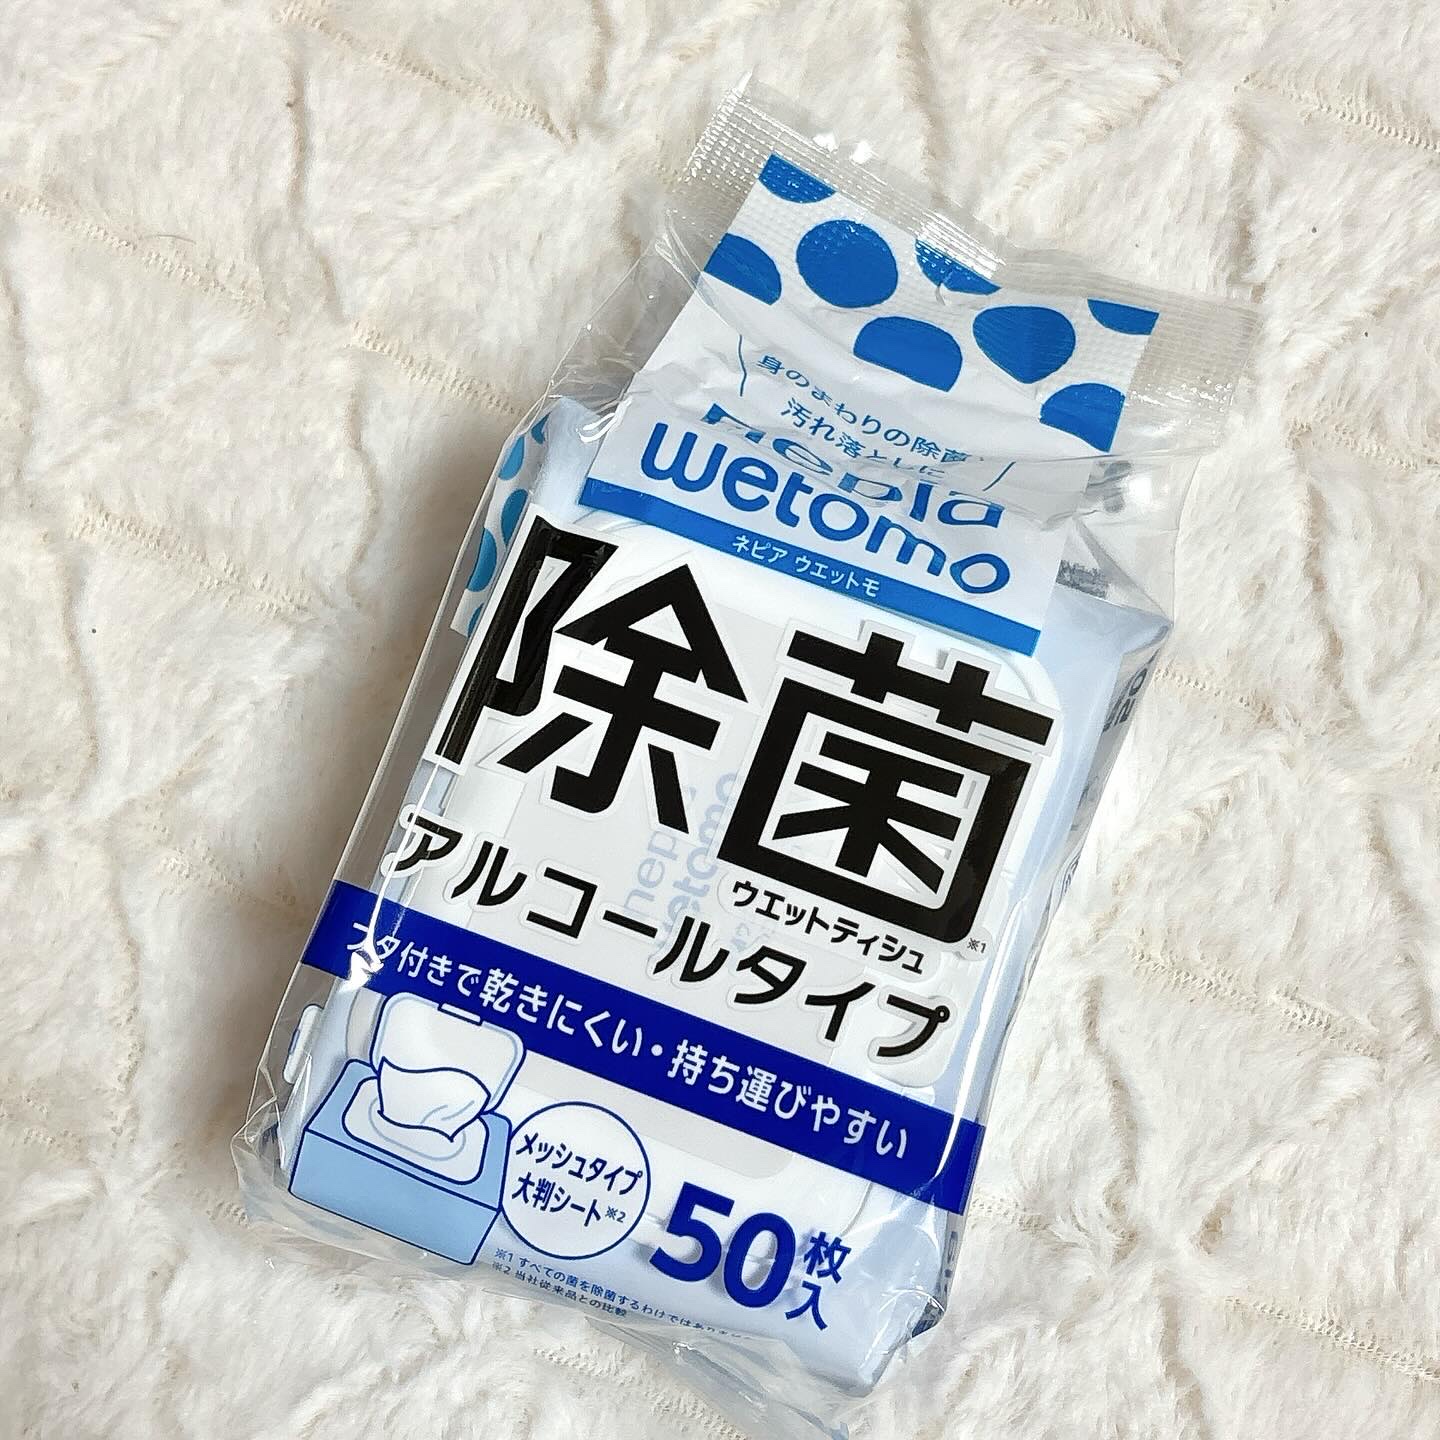 身のまわりの除菌・
汚れ落としに
nepia
wetomo
ネピア ウエットモ
除菌
ウエットティシュ
※1
アルコールタイプ
フタ付きで乾きにくい・持ち運びやすい
メッシュタイプ
大判シート※2
50枚入
※1 すべての菌を除菌するわけではありません
※2 当社従来品との比較
nepia
wetomo